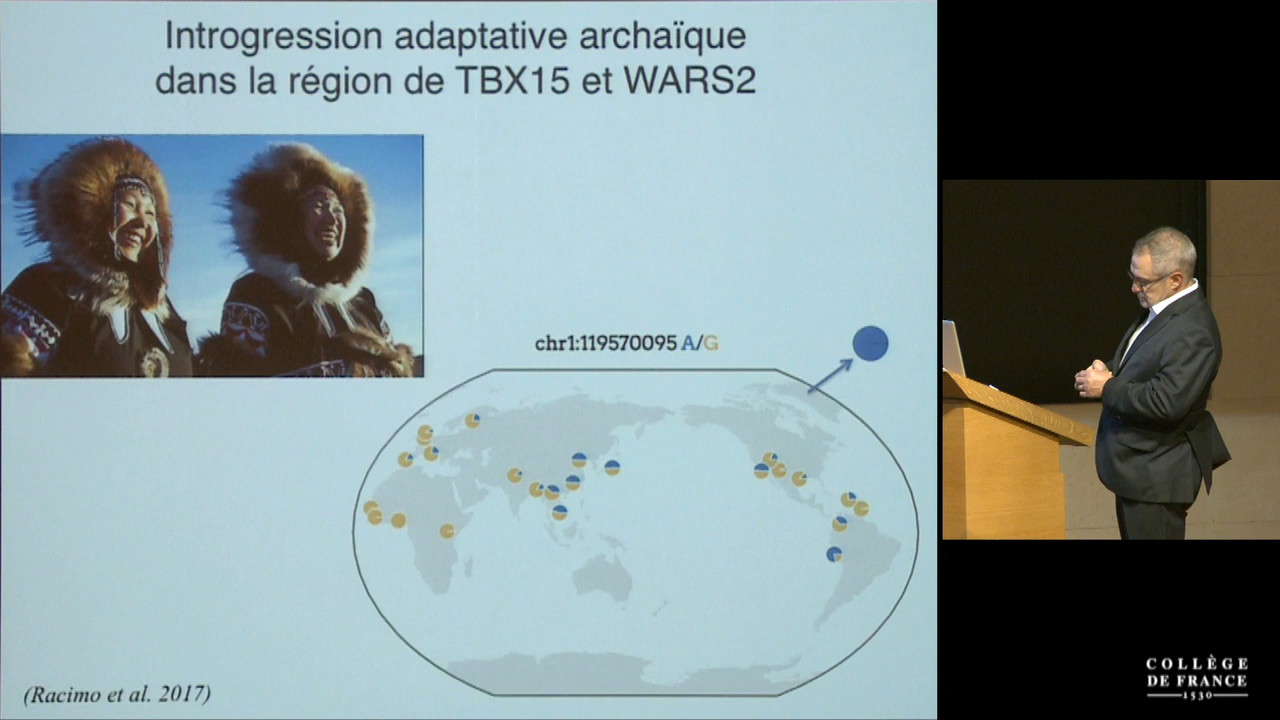 Introgression adaptative archaïque
dans la région de TBX15 et WARS2
chr1:119570095 A/G
(Racimo et al. 2017)
COLLÈGE
DE FRANCE
1530